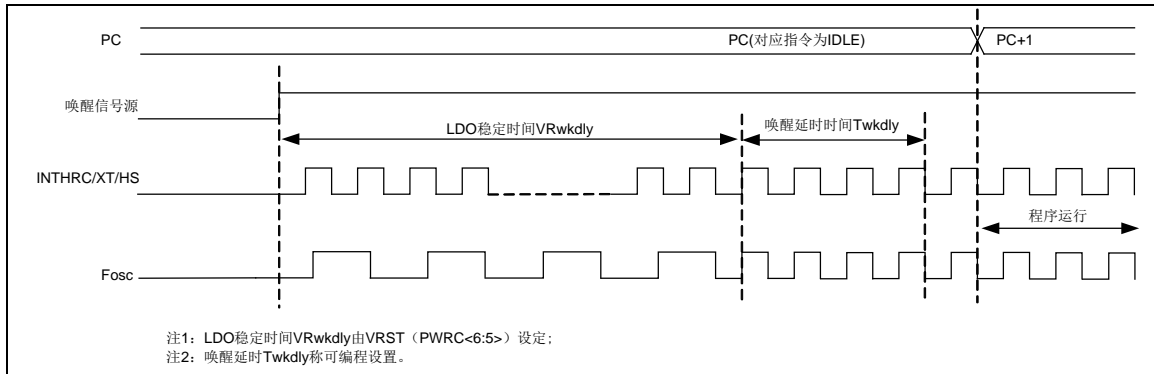 PC
PC(对应指令为IDLE)
PC+1
唤醒信号源
LDO稳定时间VRwkdly
唤醒延时时间Twkdly
INTHRC/XT/HS
程序运行
Fosc
注1：LDO稳定时间VRwkdly由VRST（PWRC<6:5>）设定;
注2：唤醒延时Twkdly称可编程设置。